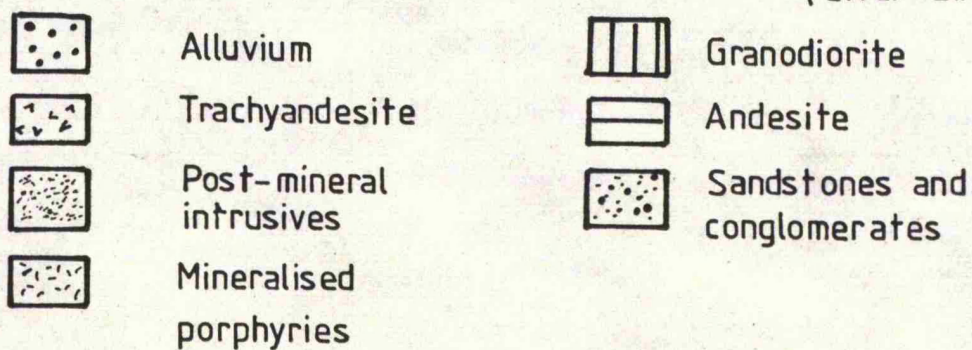 Alluvium
Trachyandesite
Post-mineral
intrusives
Mineralised
porphyries
Granodiorite
Andesite
Sandstones and
conglomerates